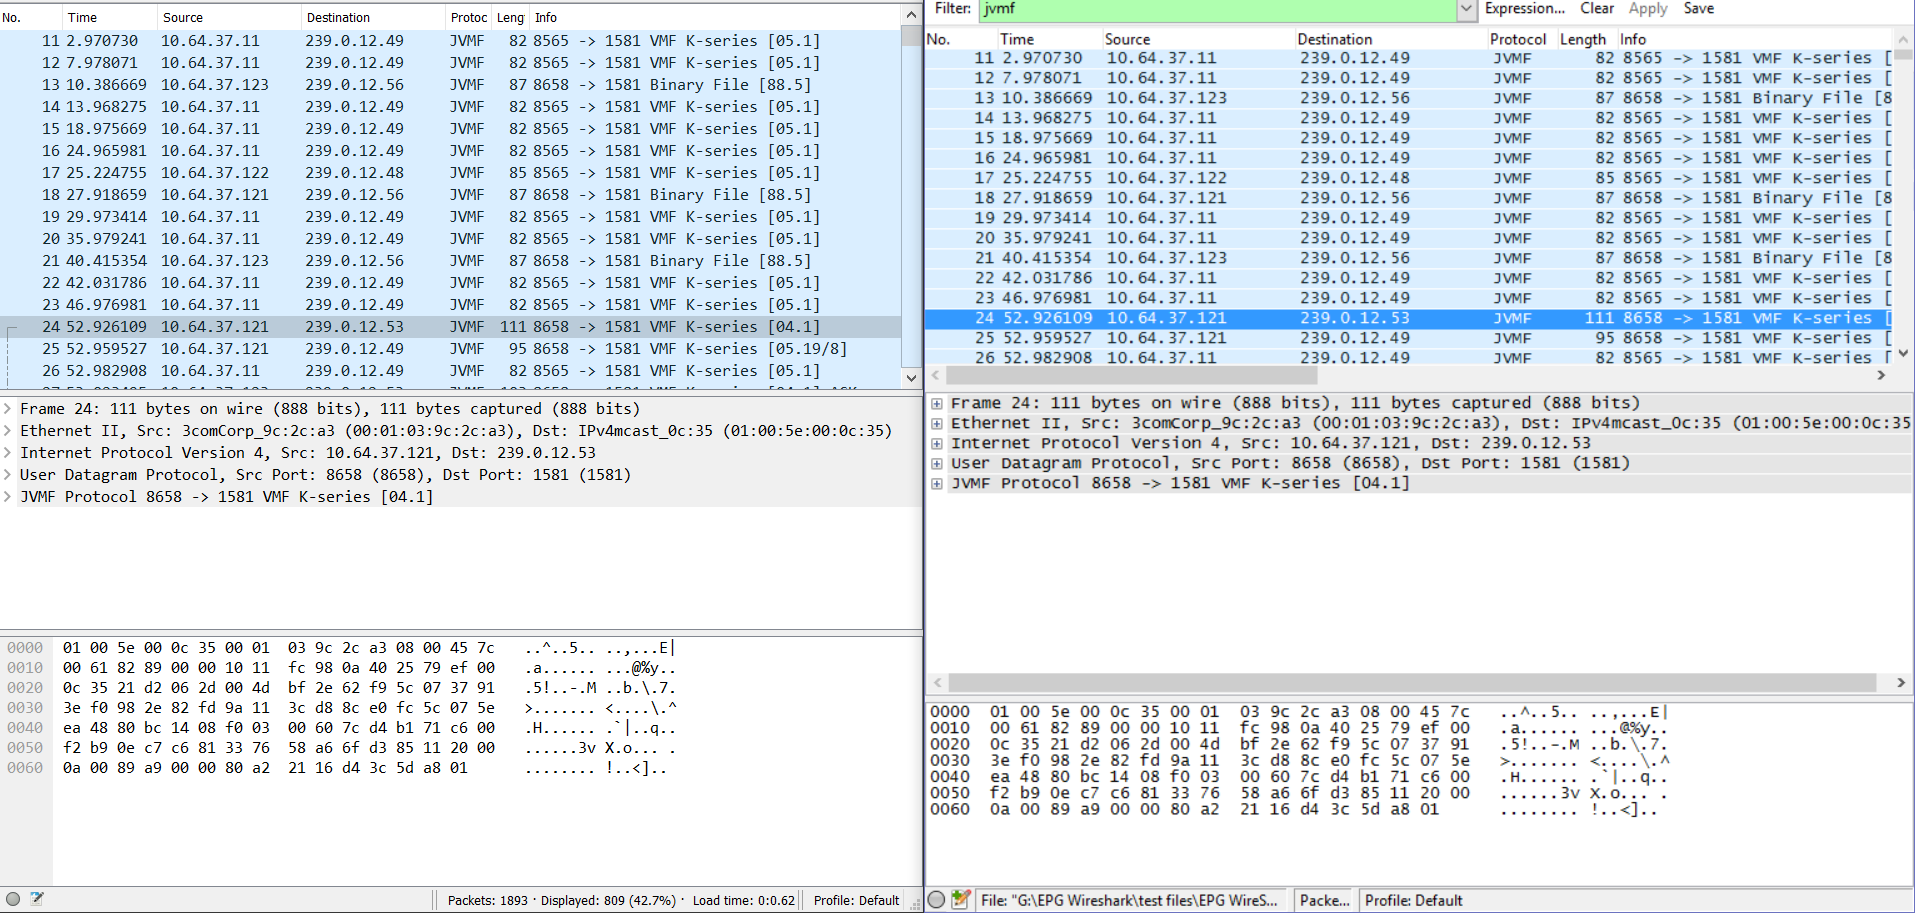 No. Time Source Destination Protoc Leng Info
11 2.970730 10.64.37.11 239.0.12.49 JVMF 82 8565 -> 1581 VMF K-series [05.1]
12 7.978071 10.64.37.11 239.0.12.49 JVMF 82 8565 -> 1581 VMF K-series [05.1]
13 10.386669 10.64.37.123 239.0.12.56 JVMF 87 8658 -> 1581 Binary File [88.5]
14 13.968275 10.64.37.11 239.0.12.49 JVMF 82 8565 -> 1581 VMF K-series [05.1]
15 18.975669 10.64.37.11 239.0.12.49 JVMF 82 8565 -> 1581 VMF K-series [05.1]
16 24.965981 10.64.37.11 239.0.12.49 JVMF 82 8565 -> 1581 VMF K-series [05.1]
17 25.224755 10.64.37.122 239.0.12.48 JVMF 85 8565 -> 1581 VMF K-series [05.1]
18 27.918659 10.64.37.121 239.0.12.56 JVMF 87 8658 -> 1581 Binary File [88.5]
19 29.973414 10.64.37.11 239.0.12.49 JVMF 82 8565 -> 1581 VMF K-series [05.1]
20 35.979241 10.64.37.11 239.0.12.49 JVMF 82 8565 -> 1581 VMF K-series [05.1]
21 40.415354 10.64.37.123 239.0.12.56 JVMF 87 8658 -> 1581 Binary File [88.5]
22 42.031786 10.64.37.11 239.0.12.49 JVMF 82 8565 -> 1581 VMF K-series [05.1]
23 46.976981 10.64.37.11 239.0.12.49 JVMF 82 8565 -> 1581 VMF K-series [05.1]
24 52.926109 10.64.37.121 239.0.12.53 JVMF 111 8658 -> 1581 VMF K-series [04.1]
25 52.959527 10.64.37.121 239.0.12.49 JVMF 95 8658 -> 1581 VMF K-series [05.19/8]
26 52.982908 10.64.37.11 239.0.12.49 JVMF 82 8565 -> 1581 VMF K-series [05.1]
Frame 24: 111 bytes on wire (888 bits), 111 bytes captured (888 bits)
Ethernet II, Src: 3comCorp_9c:2c:a3 (00:01:03:9c:2c:a3), Dst: IPv4mcast_0c:35 (01:00:5e:00:0c:35)
Internet Protocol Version 4, Src: 10.64.37.121, Dst: 239.0.12.53
User Datagram Protocol, Src Port: 8658 (8658), Dst Port: 1581 (1581)
JVMF Protocol 8658 -> 1581 VMF K-series [04.1]
0000 01 00 5e 00 0c 35 00 01 03 9c 2c a3 08 00 45 7c ..^..5.. ..,...E|
0010 00 61 82 89 00 00 10 11 fc 98 0a 40 25 79 ef 00 .a...... ...@%y..
0020 0c 35 21 d2 06 2d 00 4d bf 2e 62 f9 5c 07 37 91 .5!..-.M ..b.\.7.
0030 3e f0 98 2e 82 fd 9a 11 3c d8 8c e0 fc 5c 07 5e >....... <....\.^
0040 ea 48 80 bc 14 08 f0 03 00 60 7c d4 b1 71 c6 00 .H...... .`|..q..
0050 f2 b9 0e c7 c6 81 33 76 58 a6 6f d3 85 11 20 00 ......3v X.o... .
0060 0a 00 89 a9 00 00 80 a2 21 16 d4 3c 5d a8 01 ........ !..<]..
Packets: 1893 · Displayed: 809 (42.7%) · Load time: 0:0.62 Profile: Default
Filter: jvmf Expression... Clear Apply Save
No. Time Source Destination Protocol Length Info
11 2.970730 10.64.37.11 239.0.12.49 JVMF 82 8565 -> 1581 VMF K-series [
12 7.978071 10.64.37.11 239.0.12.49 JVMF 82 8565 -> 1581 VMF K-series [
13 10.386669 10.64.37.123 239.0.12.56 JVMF 87 8658 -> 1581 Binary File [8
14 13.968275 10.64.37.11 239.0.12.49 JVMF 82 8565 -> 1581 VMF K-series [
15 18.975669 10.64.37.11 239.0.12.49 JVMF 82 8565 -> 1581 VMF K-series [
16 24.965981 10.64.37.11 239.0.12.49 JVMF 82 8565 -> 1581 VMF K-series [
17 25.224755 10.64.37.122 239.0.12.48 JVMF 85 8565 -> 1581 VMF K-series [
18 27.918659 10.64.37.121 239.0.12.56 JVMF 87 8658 -> 1581 Binary File [8
19 29.973414 10.64.37.11 239.0.12.49 JVMF 82 8565 -> 1581 VMF K-series [
20 35.979241 10.64.37.11 239.0.12.49 JVMF 82 8565 -> 1581 VMF K-series [
21 40.415354 10.64.37.123 239.0.12.56 JVMF 87 8658 -> 1581 Binary File [8
22 42.031786 10.64.37.11 239.0.12.49 JVMF 82 8565 -> 1581 VMF K-series [
23 46.976981 10.64.37.11 239.0.12.49 JVMF 82 8565 -> 1581 VMF K-series [
24 52.926109 10.64.37.121 239.0.12.53 JVMF 111 8658 -> 1581 VMF K-series [
25 52.959527 10.64.37.121 239.0.12.49 JVMF 95 8658 -> 1581 VMF K-series [
26 52.982908 10.64.37.11 239.0.12.49 JVMF 82 8565 -> 1581 VMF K-series [
Frame 24: 111 bytes on wire (888 bits), 111 bytes captured (888 bits)
Ethernet II, Src: 3comCorp_9c:2c:a3 (00:01:03:9c:2c:a3), Dst: IPv4mcast_0c:35 (01:00:5e:00:0c:35
Internet Protocol Version 4, Src: 10.64.37.121, Dst: 239.0.12.53
User Datagram Protocol, Src Port: 8658 (8658), Dst Port: 1581 (1581)
JVMF Protocol 8658 -> 1581 VMF K-series [04.1]
0000 01 00 5e 00 0c 35 00 01 03 9c 2c a3 08 00 45 7c ..^..5.. ..,...E|
0010 00 61 82 89 00 00 10 11 fc 98 0a 40 25 79 ef 00 .a...... ...@%y..
0020 0c 35 21 d2 06 2d 00 4d bf 2e 62 f9 5c 07 37 91 .5!..-.M ..b.\.7.
0030 3e f0 98 2e 82 fd 9a 11 3c d8 8c e0 fc 5c 07 5e >....... <....\.^
0040 ea 48 80 bc 14 08 f0 03 00 60 7c d4 b1 71 c6 00 .H...... .`|..q..
0050 f2 b9 0e c7 c6 81 33 76 58 a6 6f d3 85 11 20 00 ......3v X.o... .
0060 0a 00 89 a9 00 00 80 a2 21 16 d4 3c 5d a8 01 ........ !..<]..
File: "G:\EPG Wireshark\test files\EPG WireS... Packe... Profile: Default